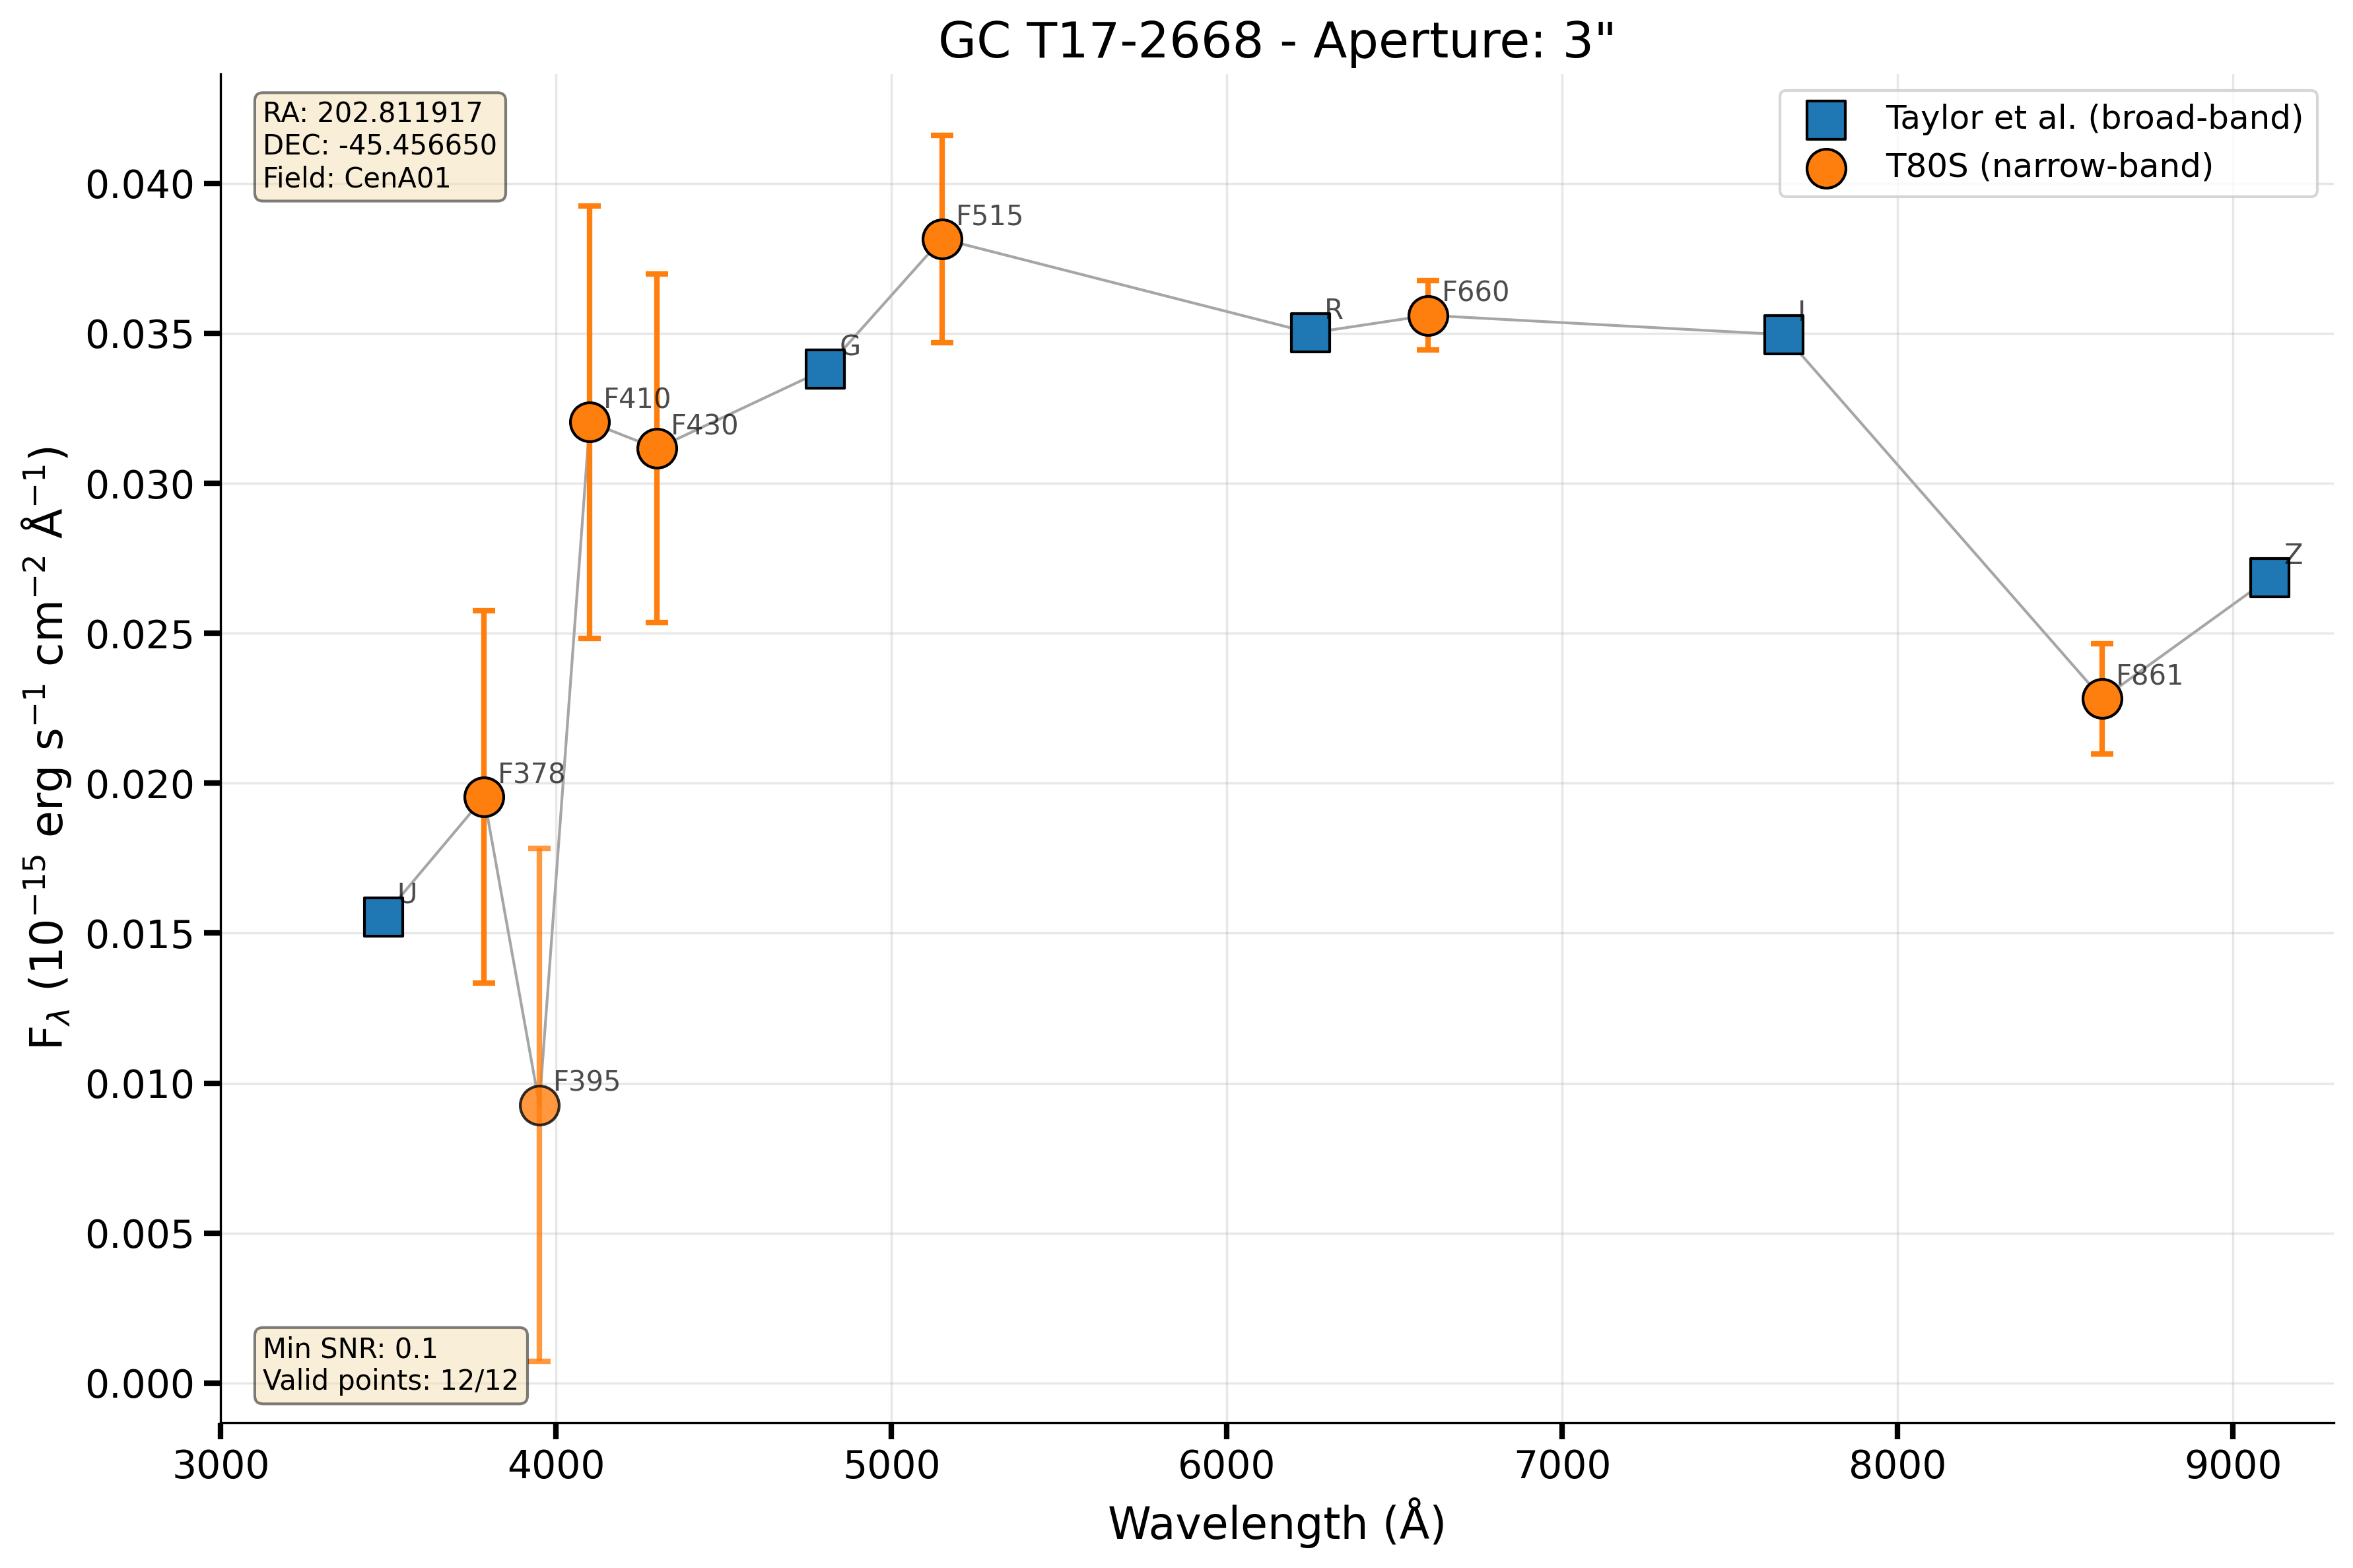 GC T17-2668 - Aperture: 3"
RA: 202.811917
DEC: -45.456650
Field: CenA01
Taylor et al. (broad-band)
T80S (narrow-band)
F515
F660
R
I
G
F410
F430
Z
F861
F378
U
F395
Min SNR: 0.1
Valid points: 12/12
0.040
0.035
0.030
0.025
0.020
0.015
0.010
0.005
0.000
F$_{λ}$ (10$^{−15}$ erg s$^{−1}$ cm$^{−2}$ Å$^{−1}$)
3000 4000 5000 6000 7000 8000 9000
Wavelength (Å)